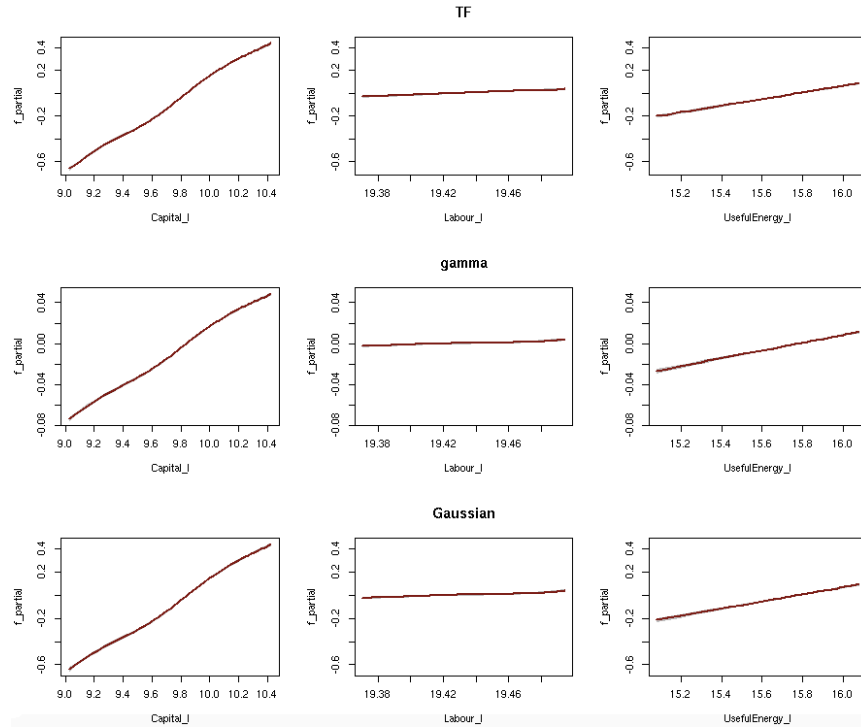 TF
f_partial
-0.6 -0.2 0.2 0.4
9.0 9.2 9.4 9.6 9.8 10.0 10.2 10.4
Capital_l
f_partial
-0.6 -0.2 0.2 0.4
19.38 19.42 19.46
Labour_l
f_partial
-0.6 -0.2 0.2 0.4
15.2 15.4 15.6 15.8 16.0
UsefulEnergy_l
gamma
f_partial
-0.08 -0.04 0.00 0.04
9.0 9.2 9.4 9.6 9.8 10.0 10.2 10.4
Capital_l
f_partial
-0.08 -0.04 0.00 0.04
19.38 19.42 19.46
Labour_l
f_partial
-0.08 -0.04 0.00 0.04
15.2 15.4 15.6 15.8 16.0
UsefulEnergy_l
Gaussian
f_partial
-0.6 -0.2 0.2 0.4
9.0 9.2 9.4 9.6 9.8 10.0 10.2 10.4
Capital_l
f_partial
-0.6 -0.2 0.2 0.4
19.38 19.42 19.46
Labour_l
f_partial
-0.6 -0.2 0.2 0.4
15.2 15.4 15.6 15.8 16.0
UsefulEnergy_l